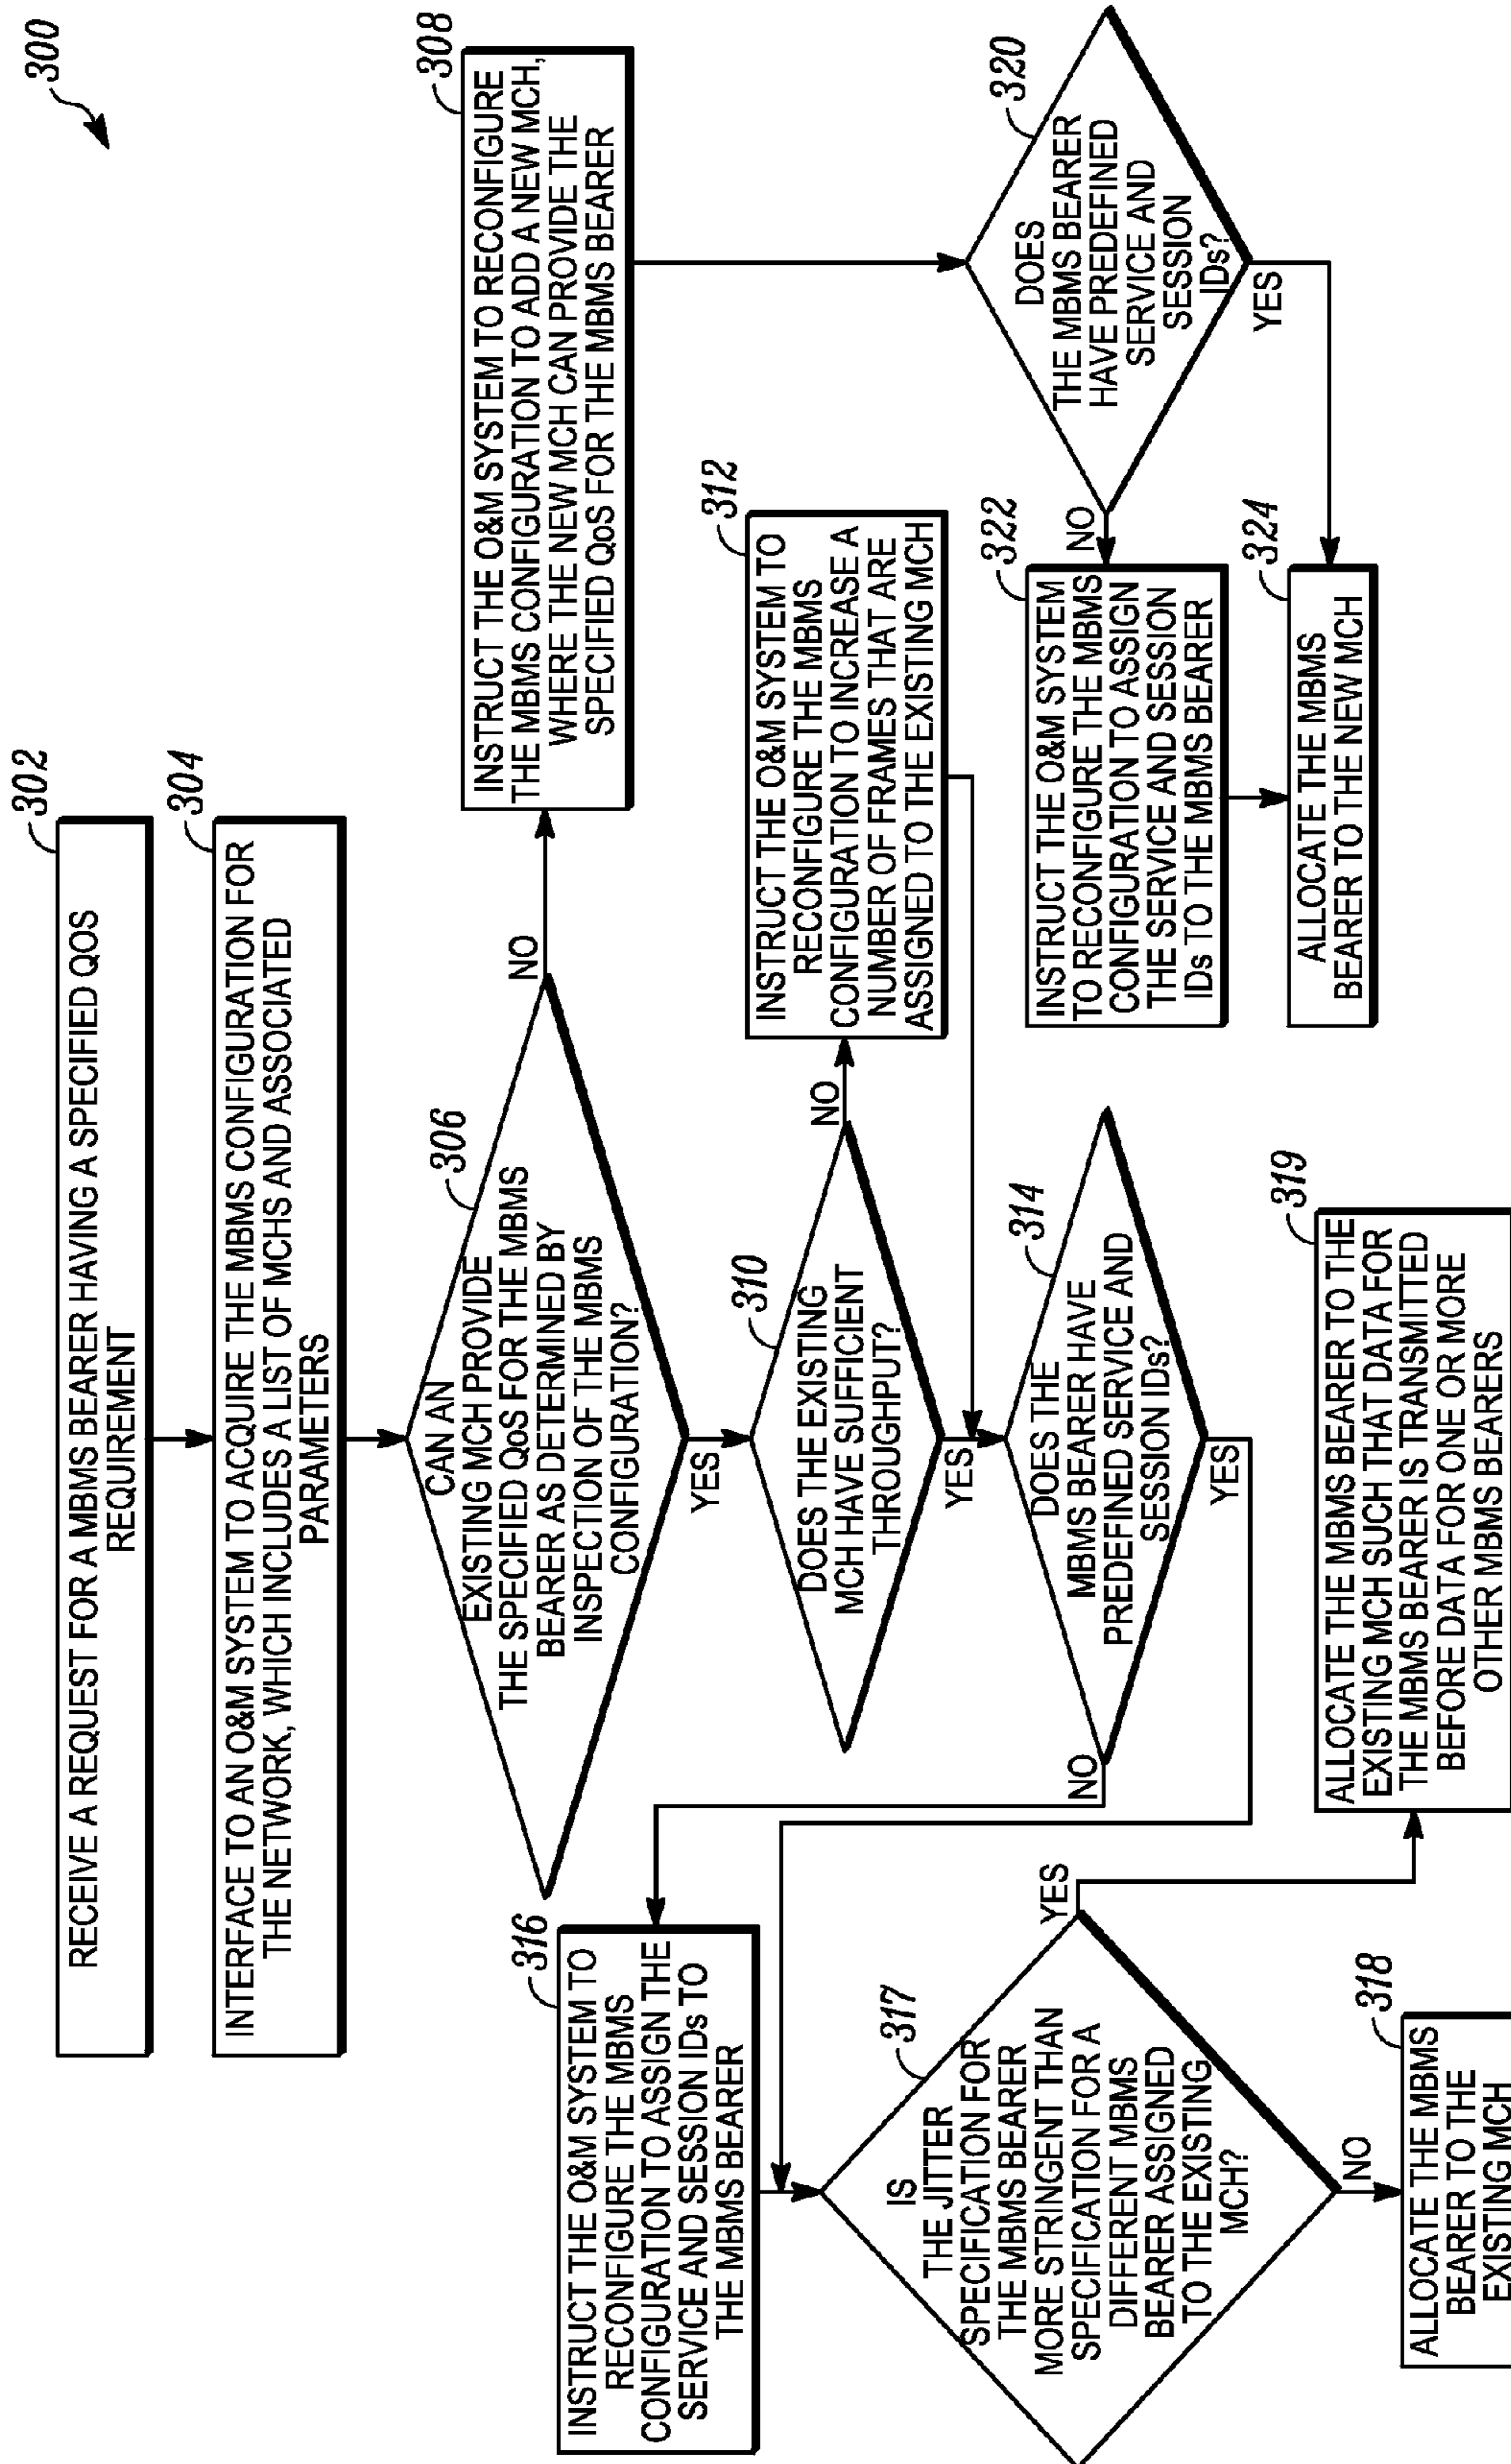 300
302
RECEIVE A REQUEST FOR A MBMS BEARER HAVING A SPECIFIED QOS
REQUIREMENT
304
INTERFACE TO AN O&M SYSTEM TO ACQUIRE THE MBMS CONFIGURATION FOR
THE NETWORK, WHICH INCLUDES A LIST OF MCHS AND ASSOCIATED
PARAMETERS
306
CAN AN
EXISTING MCH PROVIDE
THE SPECIFIED QoS FOR THE MBMS
BEARER AS DETERMINED BY
INSPECTION OF THE MBMS
CONFIGURATION?
NO
YES
308
INSTRUCT THE O&M SYSTEM TO RECONFIGURE
THE MBMS CONFIGURATION TO ADD A NEW MCH,
WHERE THE NEW MCH CAN PROVIDE THE
SPECIFIED QoS FOR THE MBMS BEARER
310
DOES THE EXISTING
MCH HAVE SUFFICIENT
THROUGHPUT?
NO
YES
312
INSTRUCT THE O&M SYSTEM TO
RECONFIGURE THE MBMS
CONFIGURATION TO INCREASE A
NUMBER OF FRAMES THAT ARE
ASSIGNED TO THE EXISTING MCH
314
DOES THE
MBMS BEARER HAVE
PREDEFINED SERVICE AND
SESSION IDs?
NO
YES
316
INSTRUCT THE O&M SYSTEM TO
RECONFIGURE THE MBMS
CONFIGURATION TO ASSIGN THE
SERVICE AND SESSION IDs TO
THE MBMS BEARER
317
IS
THE JITTER
SPECIFICATION FOR
THE MBMS BEARER
MORE STRINGENT THAN
SPECIFICATION FOR A
DIFFERENT MBMS
BEARER ASSIGNED
TO THE EXISTING
MCH?
YES
NO
318
ALLOCATE THE MBMS
BEARER TO THE
EXISTING MCH
319
ALLOCATE THE MBMS BEARER TO THE
EXISTING MCH SUCH THAT DATA FOR
THE MBMS BEARER IS TRANSMITTED
BEFORE DATA FOR ONE OR MORE
OTHER MBMS BEARERS
320
DOES
THE MBMS BEARER
HAVE PREDEFINED
SERVICE AND
SESSION
IDs?
NO
YES
322
INSTRUCT THE O&M SYSTEM
TO RECONFIGURE THE MBMS
CONFIGURATION TO ASSIGN
THE SERVICE AND SESSION
IDs TO THE MBMS BEARER
324
ALLOCATE THE MBMS
BEARER TO THE NEW MCH